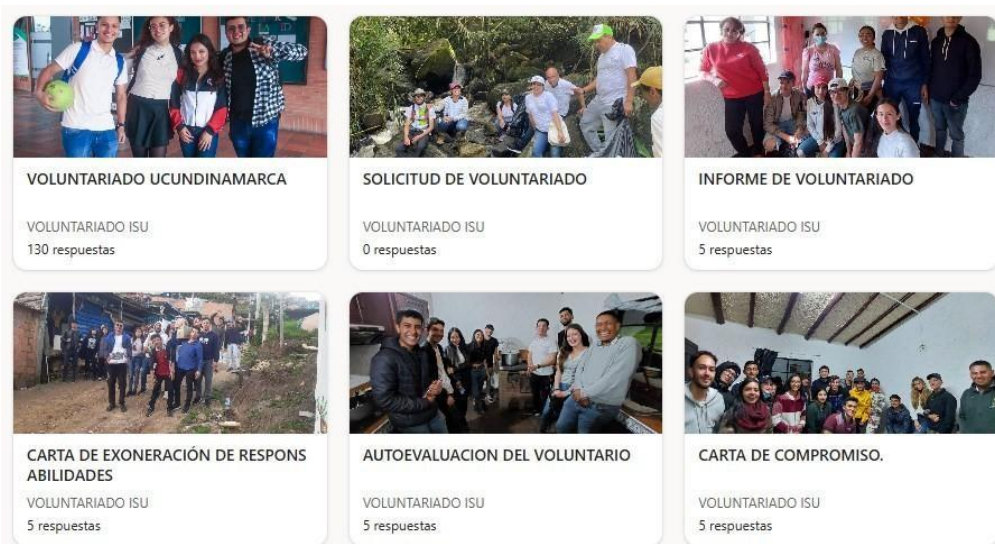 VOLUNTARIADO UCUNDINAMARCA
VOLUNTARIADO ISU
130 respuestas
SOLICITUD DE VOLUNTARIADO
VOLUNTARIADO ISU
0 respuestas
INFORME DE VOLUNTARIADO
VOLUNTARIADO ISU
5 respuestas
CARTA DE EXONERACIÓN DE RESPONS
ABILIDADES
VOLUNTARIADO ISU
5 respuestas
AUTOEVALUACION DEL VOLUNTARIO
VOLUNTARIADO ISU
5 respuestas
CARTA DE COMPROMISO.
VOLUNTARIADO ISU
5 respuestas